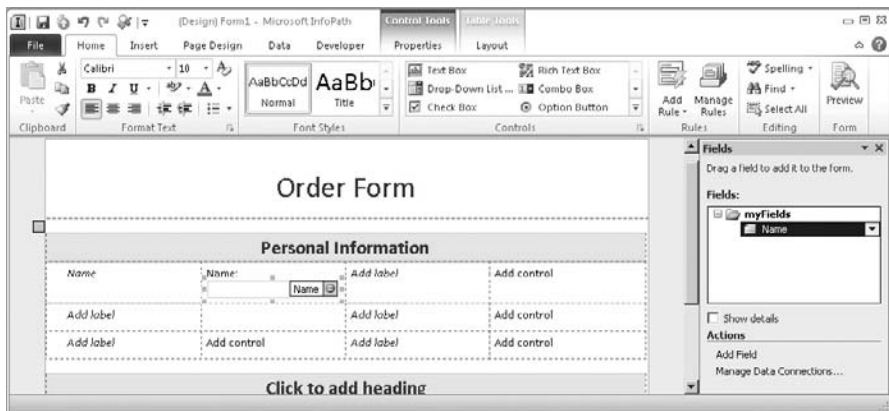 (Design) Form1 - Microsoft InfoPath
Control Tools
Table Tools
File
Home
Insert
Page Design
Data
Developer
Properties
Layout
Paste
Clipboard
Calibri
10
B I U
Format Text
AaBbCcDd
Normal
AaBb
Title
Font Styles
Text Box
Rich Text Box
Drop-Down List ...
Combo Box
Check Box
Option Button
Controls
Add Rule
Manage Rules
Rules
Spelling
Find
Select All
Editing
Preview
Form
Order Form
Personal Information
Name
Name:
Name
Add label
Add control
Add label
Add label
Add control
Add label
Add control
Add label
Add control
Click to add heading
Fields
Drag a field to add it to the form.
Fields:
myFields
Name
Show details
Actions
Add Field
Manage Data Connections...